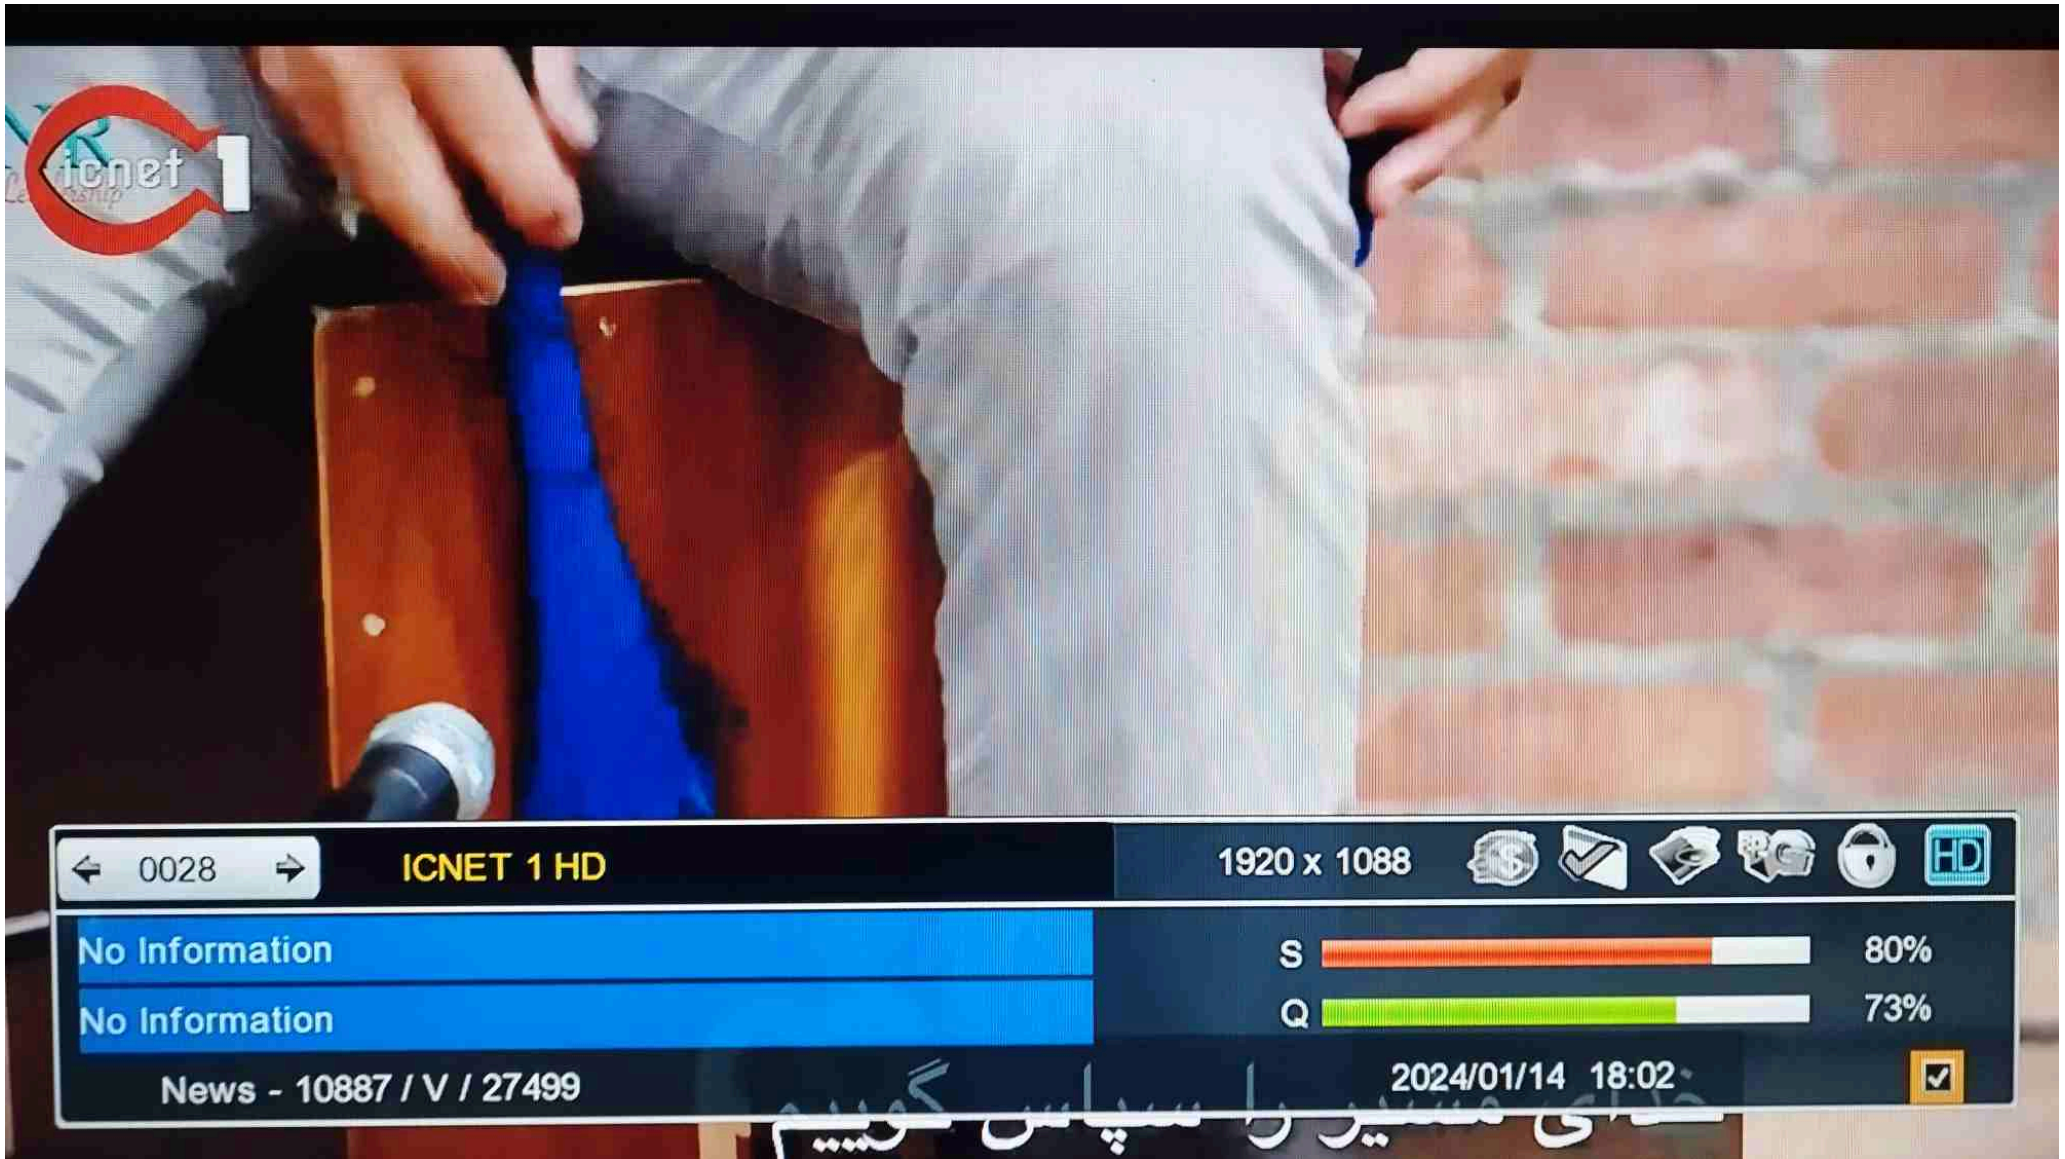 icnet 1
0028
ICNET 1 HD
1920 x 1088
HD
No Information
S
80%
No Information
Q
73%
News - 10887 / V / 27499
2024/01/14 18:02
را سپاس گوییم